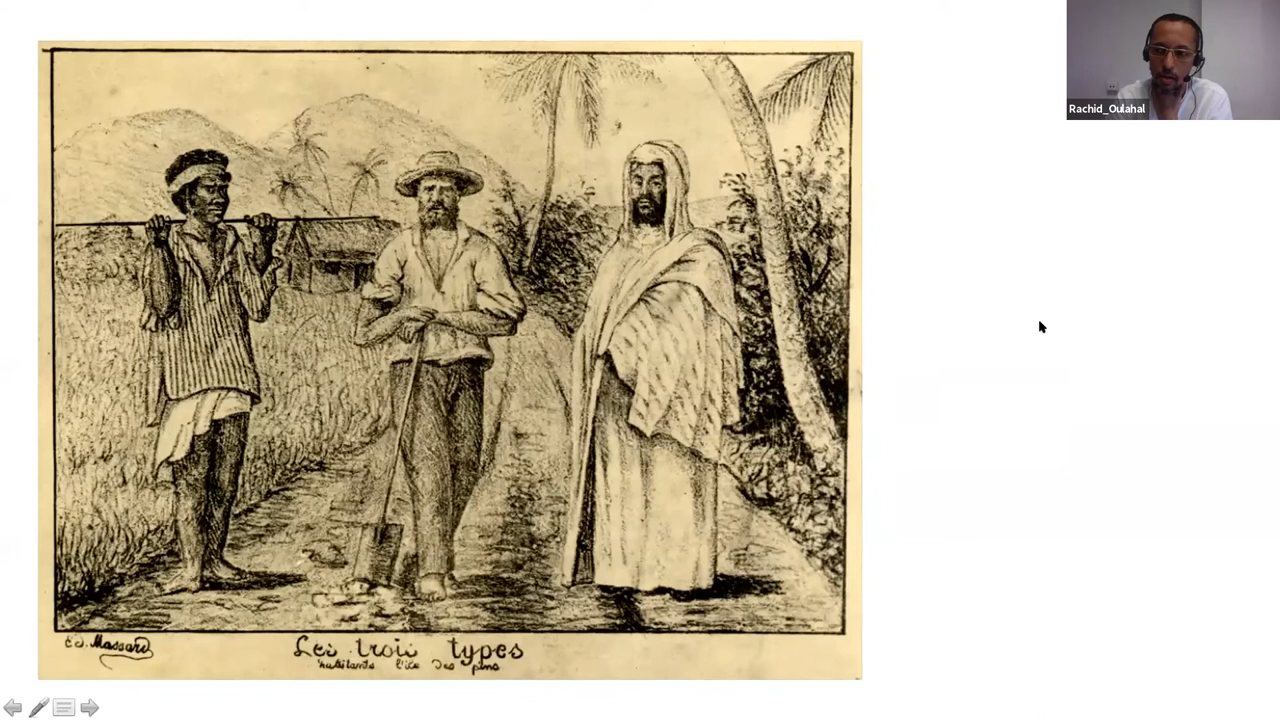 Rachid_Oulahal
Ed. Massard
Les trois types
habitants l'île Des pins